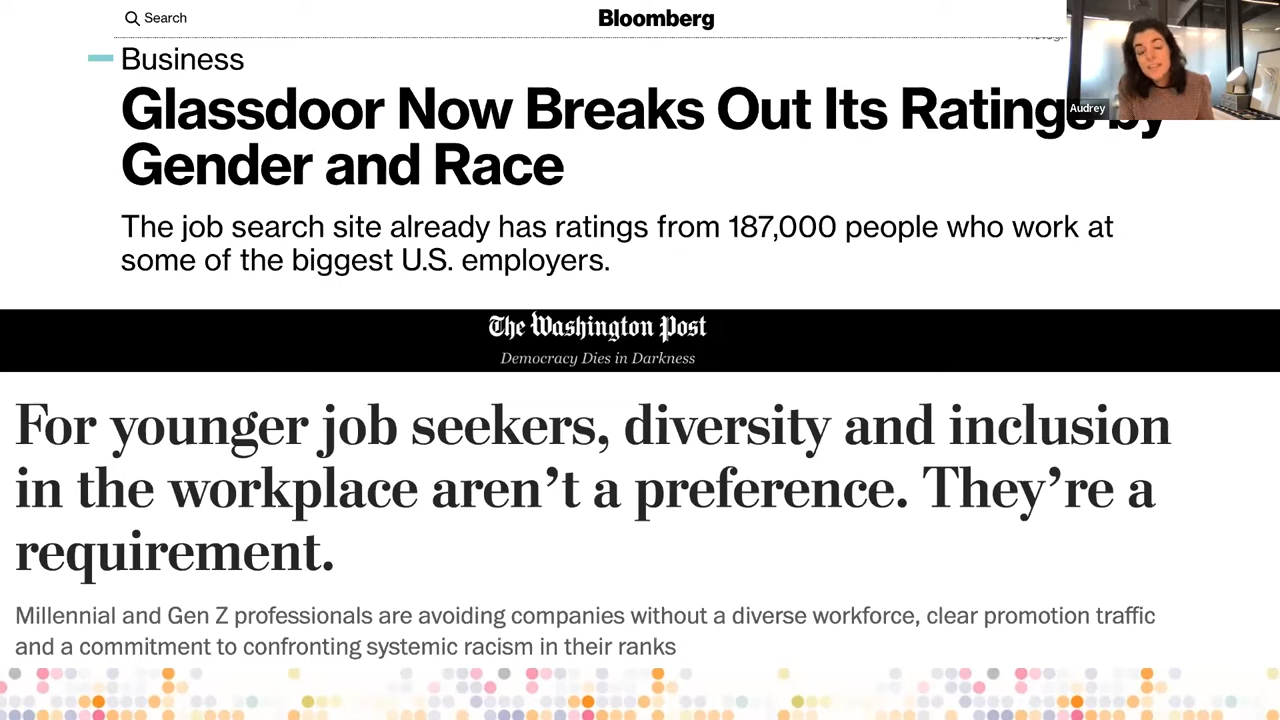 Search
Bloomberg
Business
Glassdoor Now Breaks Out Its Ratings by
Audrey
Gender and Race
The job search site already has ratings from 187,000 people who work at
some of the biggest U.S. employers.
The Washington Post
Democracy Dies in Darkness
For younger job seekers, diversity and inclusion
in the workplace aren’t a preference. They’re a
requirement.
Millennial and Gen Z professionals are avoiding companies without a diverse workforce, clear promotion traffic
and a commitment to confronting systemic racism in their ranks